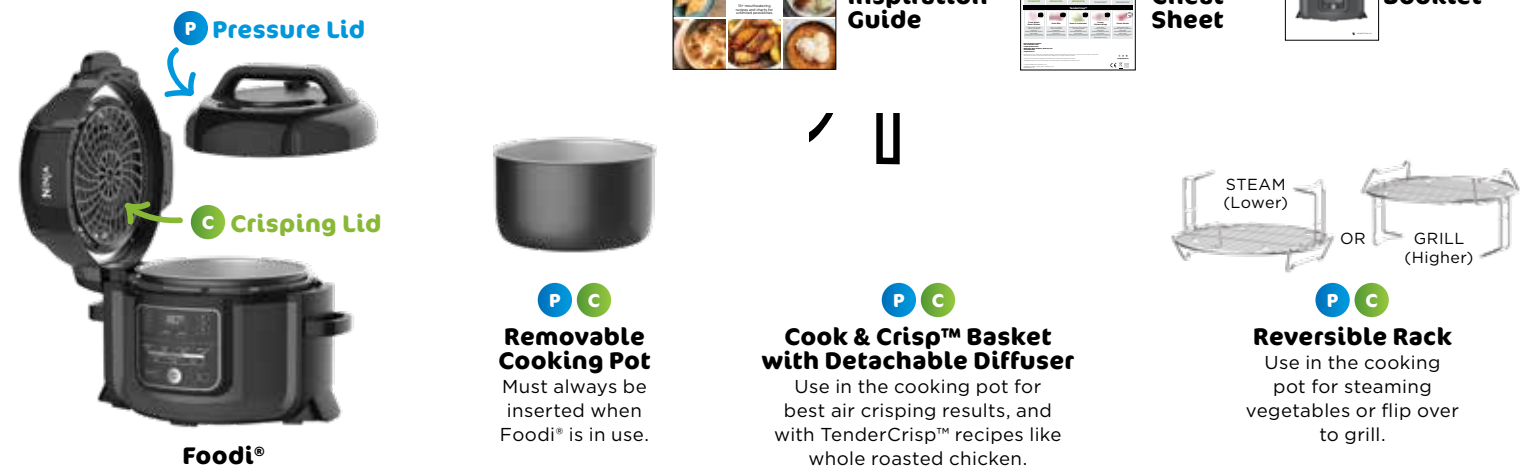 Inspiration
Guide
Cheat
Sheet
Booklet
P Pressure Lid
NINJA
C Crisping Lid
Foodi®
P C
Removable
Cooking Pot
Must always be
inserted when
Foodi® is in use.
P C
Cook & Crisp™ Basket
with Detachable Diffuser
Use in the cooking pot for
best air crisping results, and
with TenderCrisp™ recipes like
whole roasted chicken.
STEAM
(Lower)
OR
GRILL
(Higher)
P C
Reversible Rack
Use in the cooking
pot for steaming
vegetables or flip over
to grill.